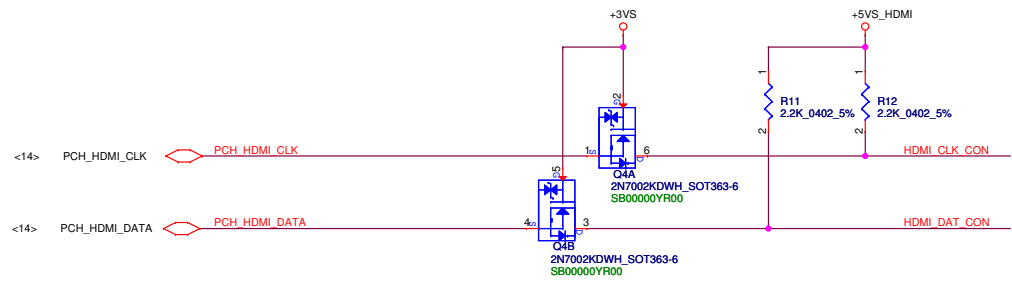 +3VS
+5VS_HDMI
1
1
R11
2.2K_0402_5%
R12
2.2K_0402_5%
2
2
2
G
<14>
PCH_HDMI_CLK
PCH_HDMI_CLK
1
S
D
6
HDMI_CLK_CON
Q4A
2N7002KDWH_SOT363-6
SB00000YR00
5
G
<14>
PCH_HDMI_DATA
PCH_HDMI_DATA
4
S
D
3
HDMI_DAT_CON
Q4B
2N7002KDWH_SOT363-6
SB00000YR00